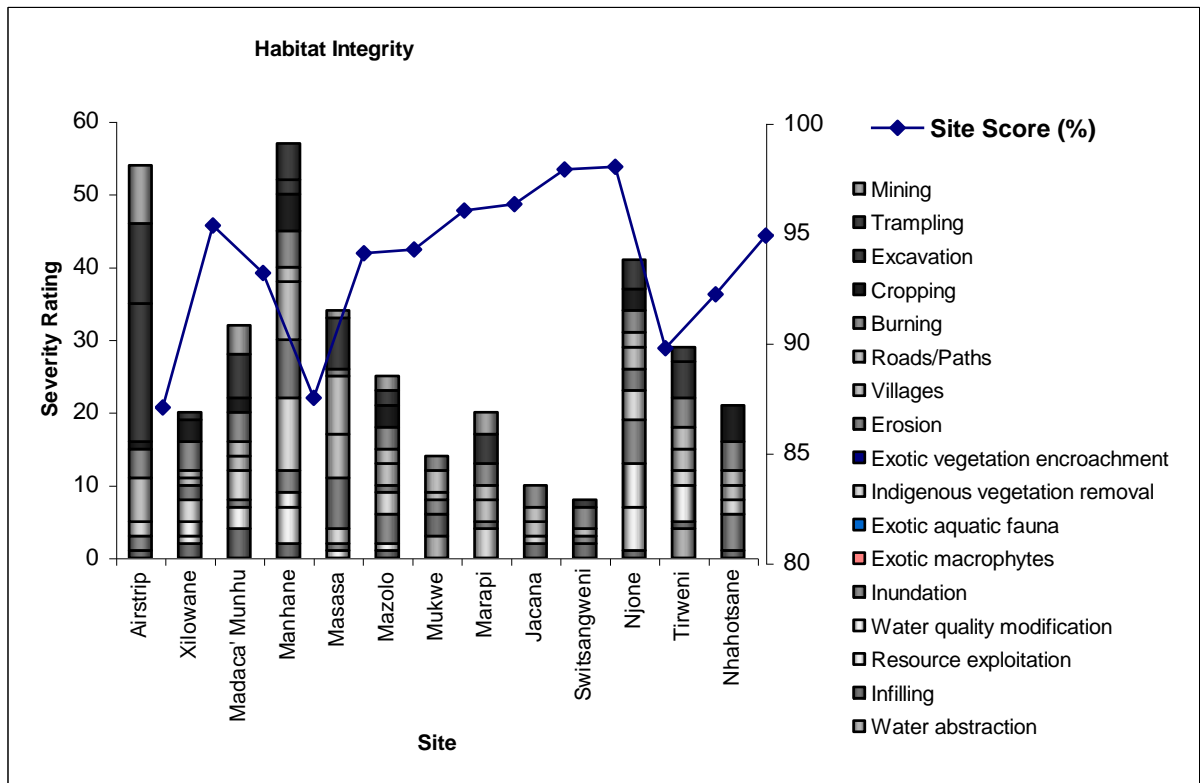 Habitat Integrity
60
50
40
30
20
10
0
Severity Rating
100
95
90
85
80
Airstrip
Xilowane
Madaca' Munhu
Manhane
Masasa
Mazolo
Mukwe
Marapi
Jacana
Switsangweni
Njone
Tirweni
Nhahotsane
Site
Site Score (%)
Mining
Trampling
Excavation
Cropping
Burning
Roads/Paths
Villages
Erosion
Exotic vegetation encroachment
Indigenous vegetation removal
Exotic aquatic fauna
Exotic macrophytes
Inundation
Water quality modification
Resource exploitation
Infilling
Water abstraction